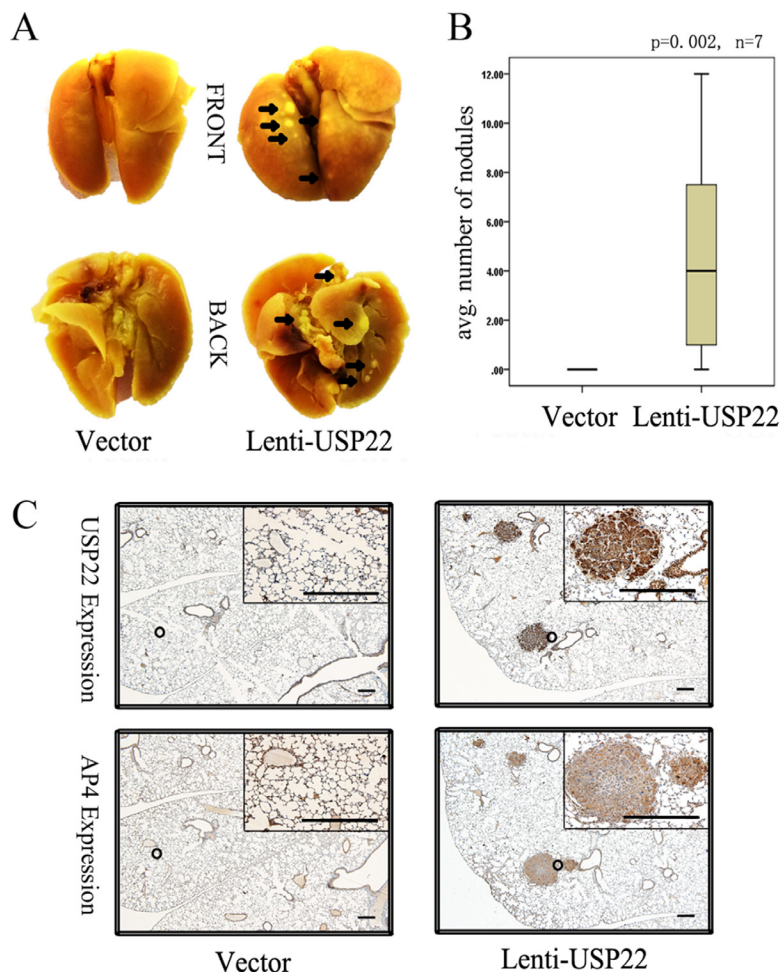 A
FRONT
BACK
Vector
Lenti-USP22
B
p=0.002, n=7
avg. number of nodules
12.00
10.00
8.00
6.00
4.00
2.00
.00
Vector
Lenti-USP22
C
USP22 Expression
AP4 Expression
Vector
Lenti-USP22